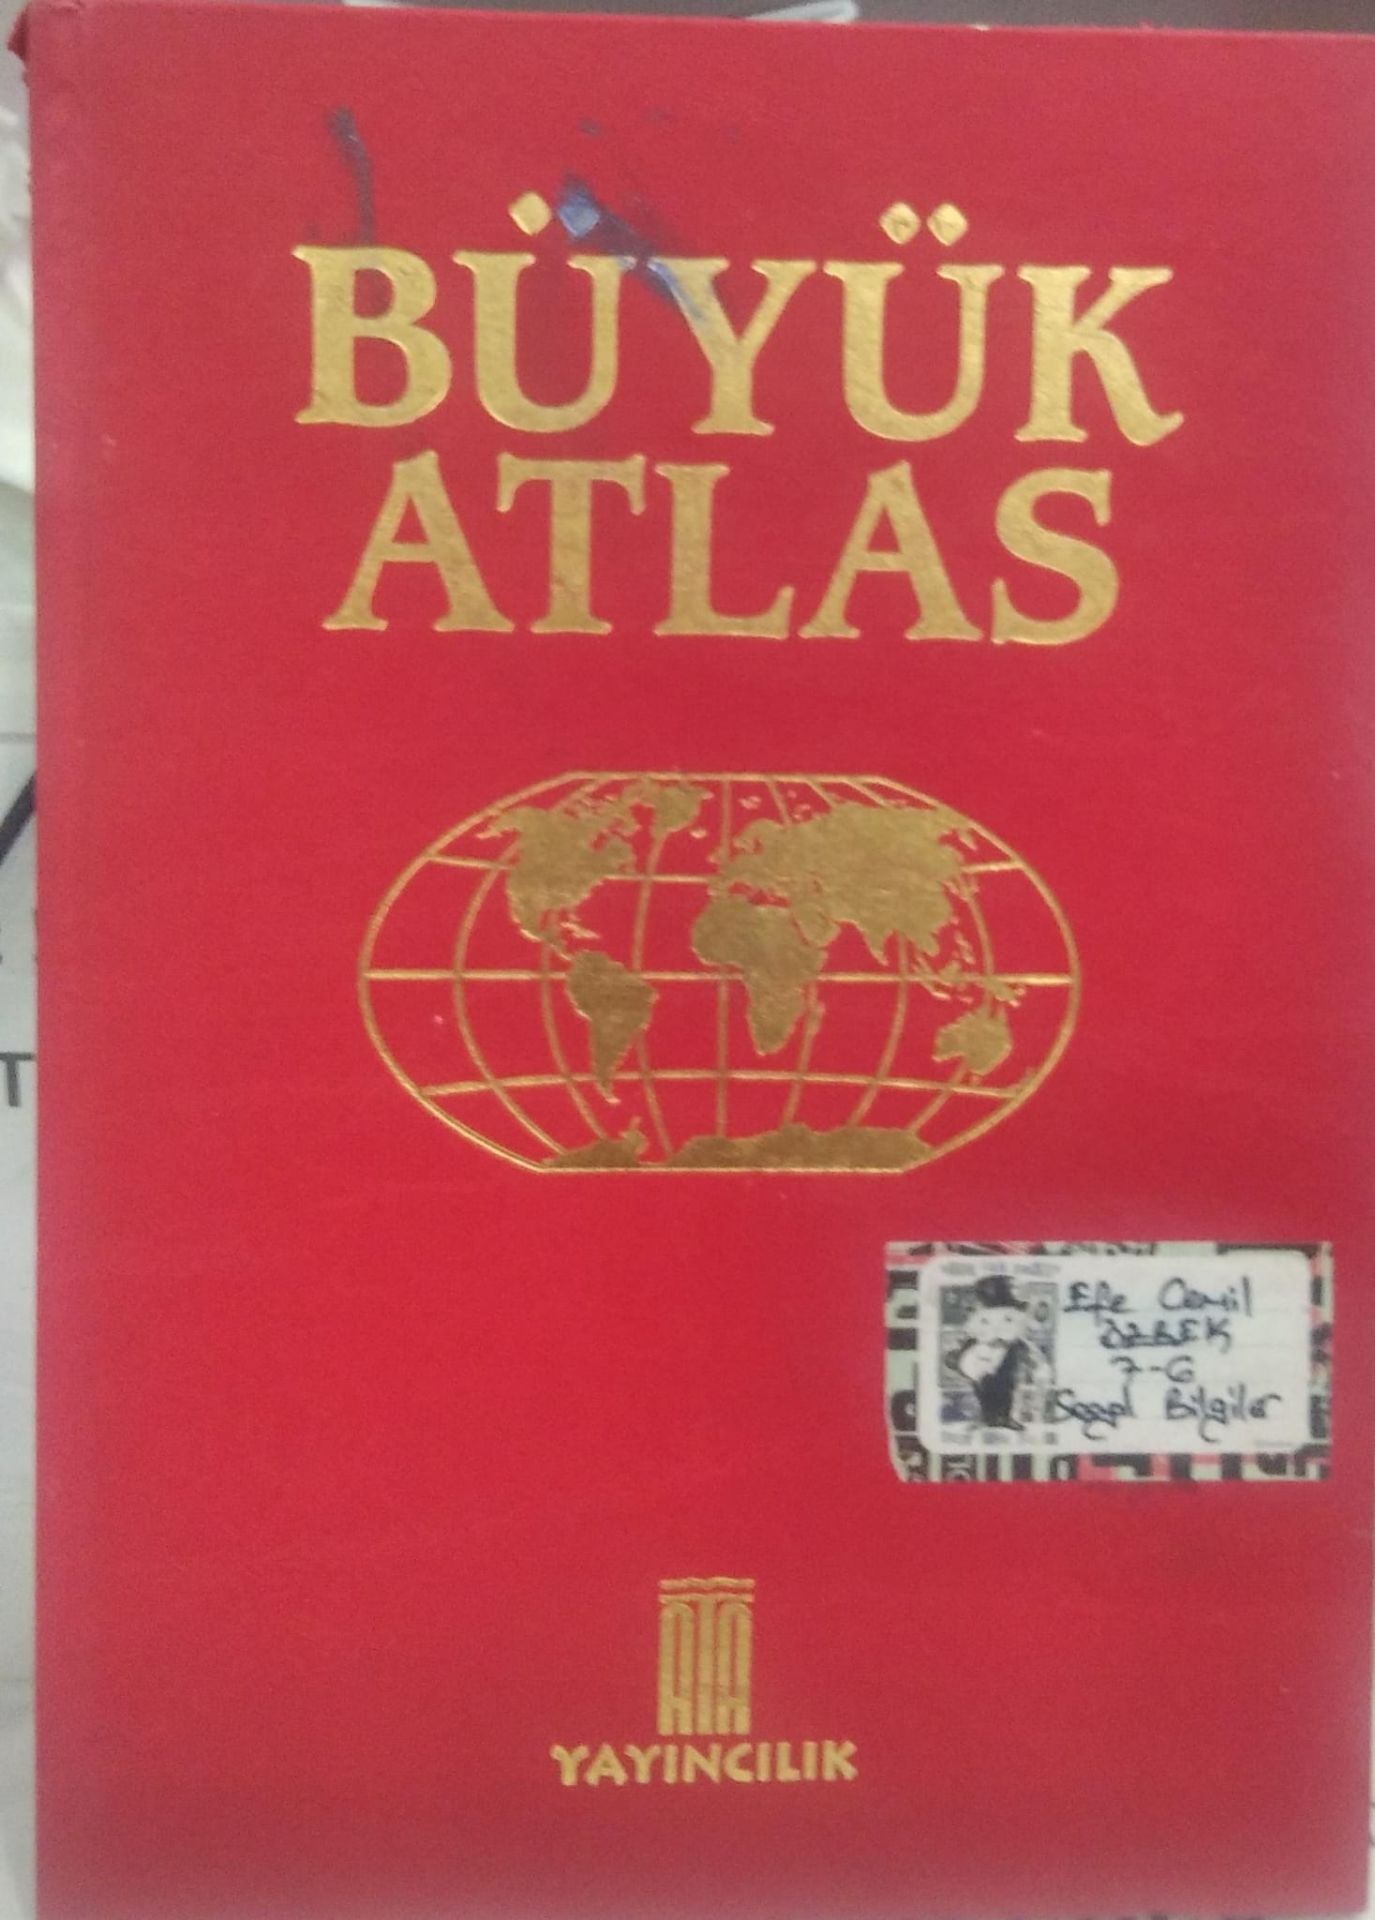 BÜYÜK
ATLAS
Efe Cemil
ÖZBEK
7-G
Sosyal Bilgiler
ATA
YAYINCILIK